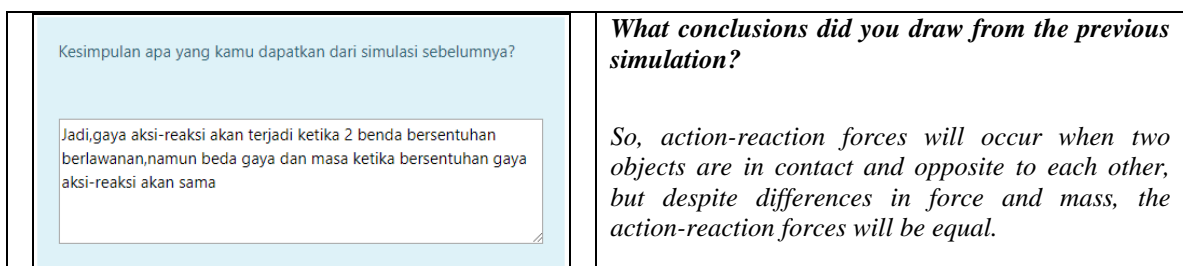 Kesimpulan apa yang kamu dapatkan dari simulasi sebelumnya?
Jadi,gaya aksi-reaksi akan terjadi ketika 2 benda bersentuhan
berlawanan,namun beda gaya dan masa ketika bersentuhan gaya
aksi-reaksi akan sama
What conclusions did you draw from the previous
simulation?
So, action-reaction forces will occur when two
objects are in contact and opposite to each other,
but despite differences in force and mass, the
action-reaction forces will be equal.